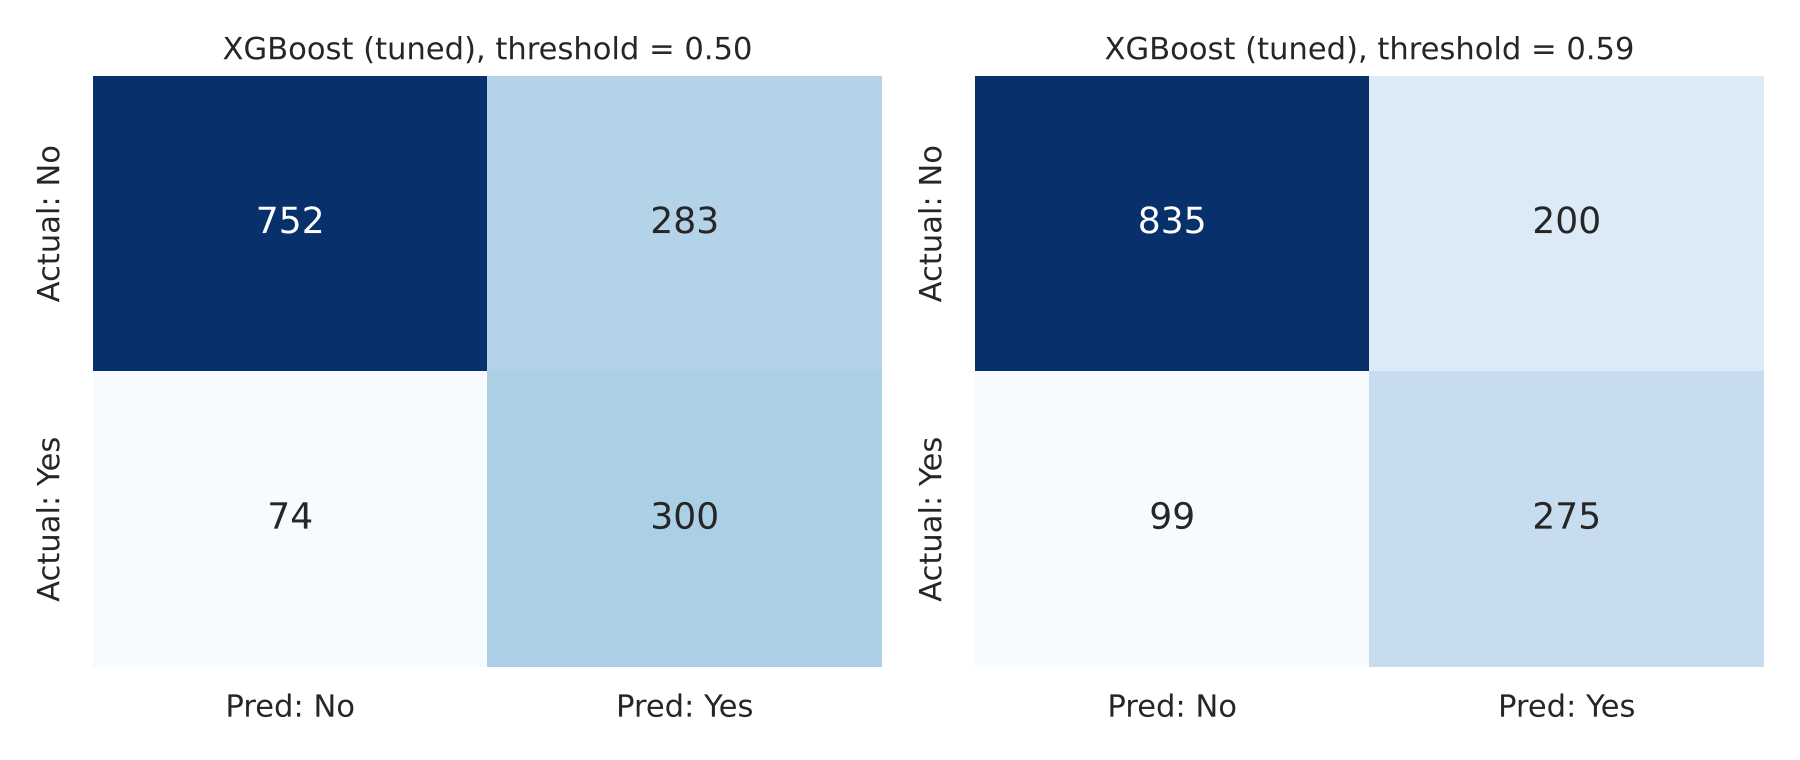 XGBoost (tuned), threshold = 0.50
Actual: No
752
283
Actual: Yes
74
300
Pred: No
Pred: Yes
XGBoost (tuned), threshold = 0.59
Actual: No
835
200
Actual: Yes
99
275
Pred: No
Pred: Yes